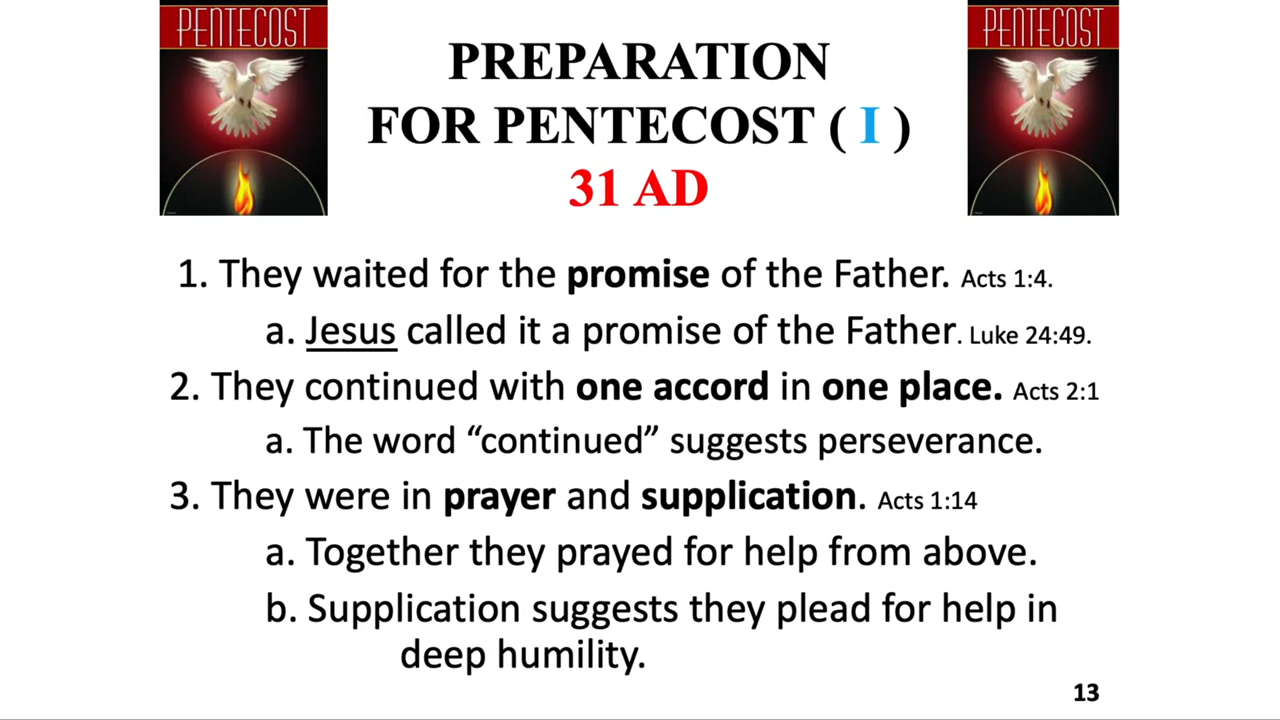 PENTECOST
PENTECOST
PREPARATION
FOR PENTECOST ( I )
31 AD
1. They waited for the promise of the Father. Acts 1:4.
a. Jesus called it a promise of the Father. Luke 24:49.
2. They continued with one accord in one place. Acts 2:1
a. The word “continued” suggests perseverance.
3. They were in prayer and supplication. Acts 1:14
a. Together they prayed for help from above.
b. Supplication suggests they plead for help in
deep humility.
13